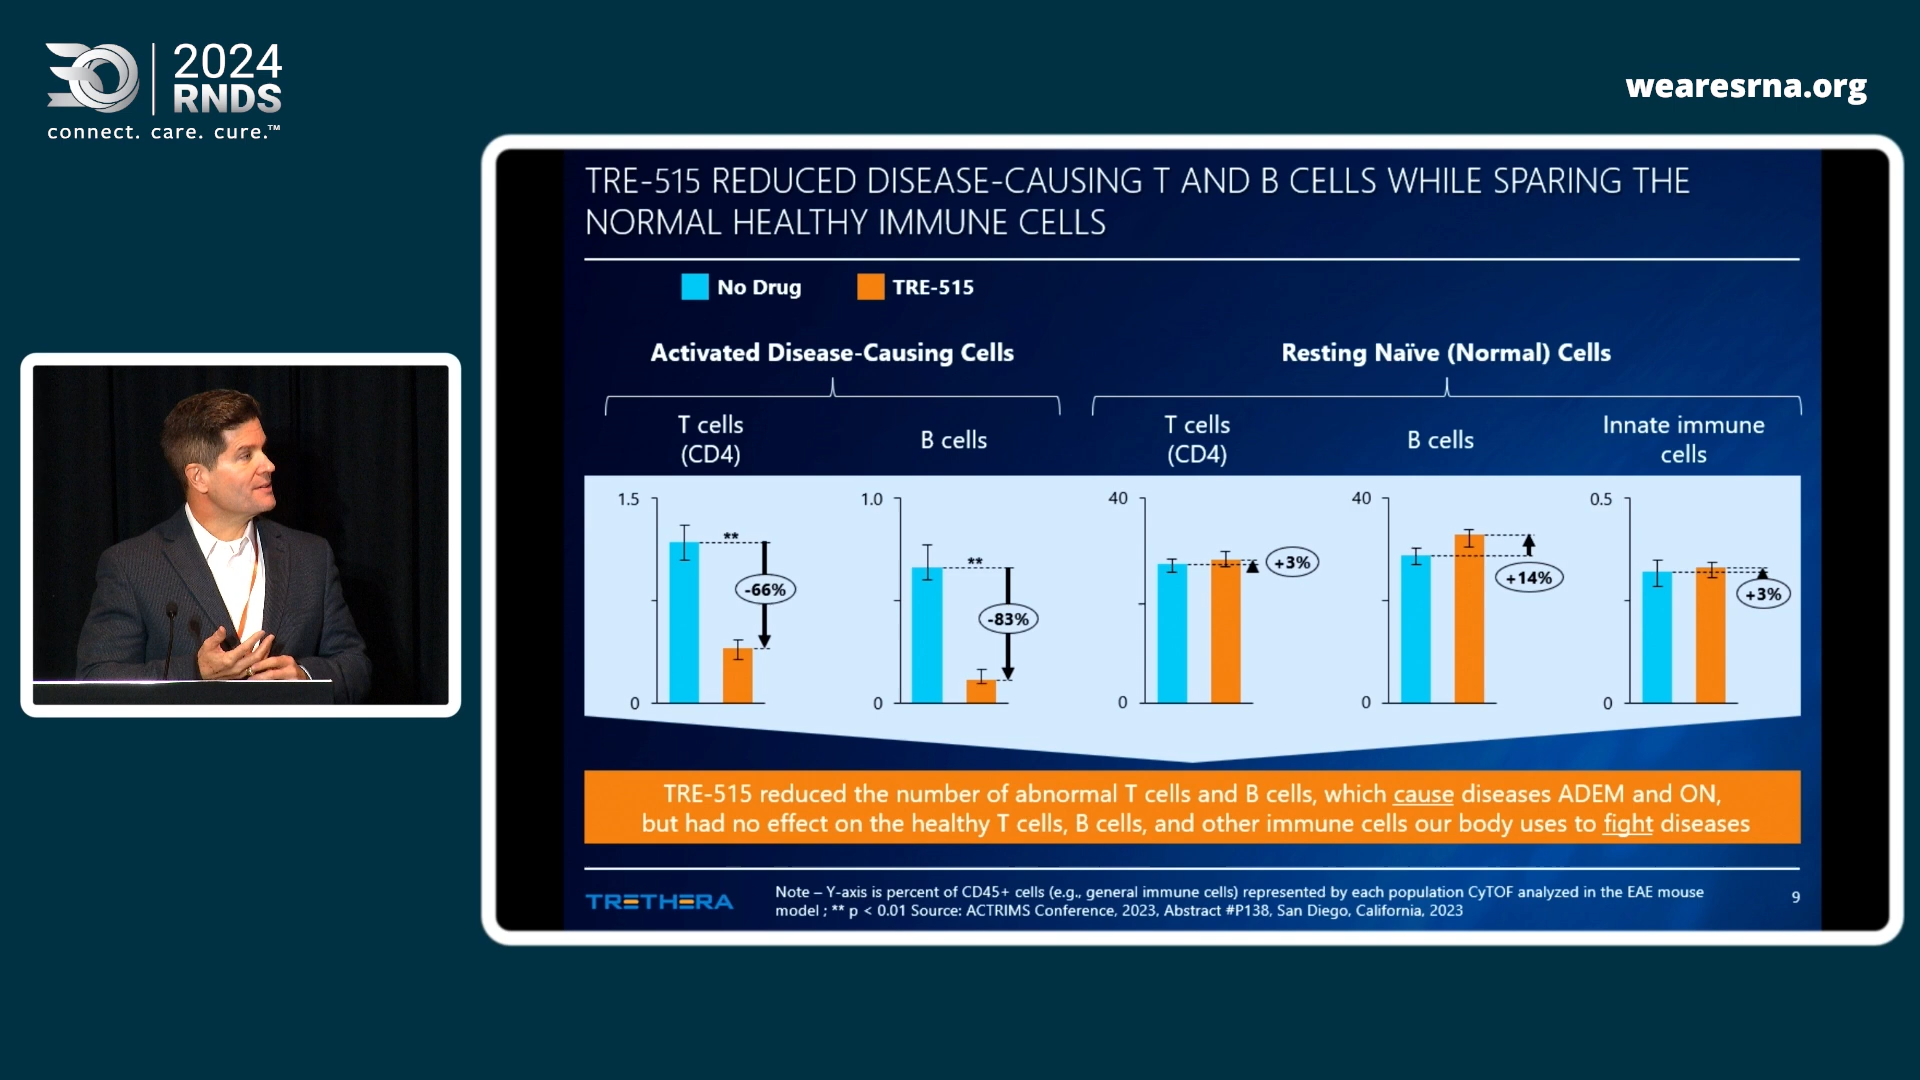 2024
RNDS
connect. care. cure.™
wearesrna.org
TRE-515 REDUCED DISEASE-CAUSING T AND B CELLS WHILE SPARING THE
NORMAL HEALTHY IMMUNE CELLS
No Drug
TRE-515
Activated Disease-Causing Cells
Resting Naïve (Normal) Cells
T cells
(CD4)
B cells
T cells
(CD4)
B cells
Innate immune
cells
1.5
**
-66%
0
1.0
**
-83%
0
40
+3%
0
40
+14%
0
0.5
+3%
0
TRE-515 reduced the number of abnormal T cells and B cells, which cause diseases ADEM and ON,
but had no effect on the healthy T cells, B cells, and other immune cells our body uses to fight diseases
TRETHERA
Note – Y-axis is percent of CD45+ cells (e.g., general immune cells) represented by each population CyTOF analyzed in the EAE mouse
model ; ** p < 0.01 Source: ACTRIMS Conference, 2023, Abstract #P138, San Diego, California, 2023
9